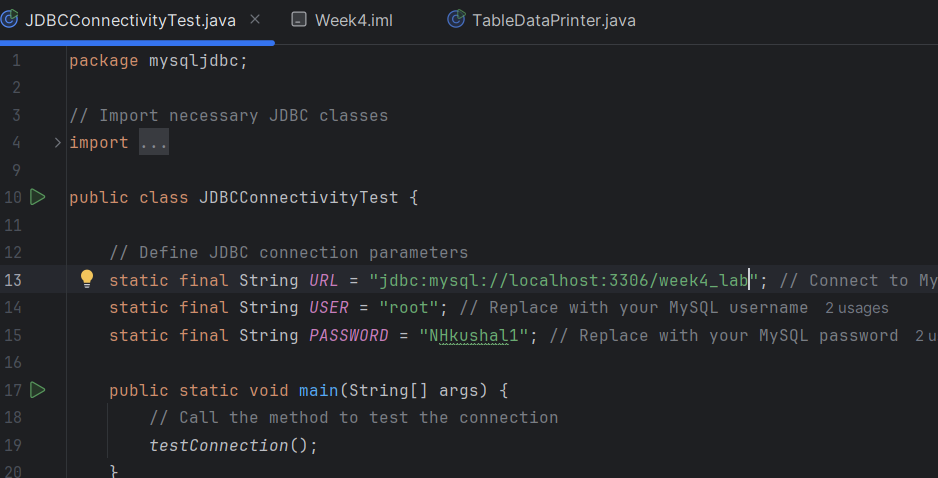 JDBCConnectivityTest.java Week4.iml TableDataPrinter.java
1 package mysqljdbc;
2
3 // Import necessary JDBC classes
4 import ...
9
10 public class JDBCConnectivityTest {
11
12 // Define JDBC connection parameters
13 static final String URL = "jdbc:mysql://localhost:3306/week4_lab"; // Connect to My
14 static final String USER = "root"; // Replace with your MySQL username 2 usages
15 static final String PASSWORD = "NHkushal1"; // Replace with your MySQL password 2 u
16
17 public static void main(String[] args) {
18 // Call the method to test the connection
19 testConnection();
20 }